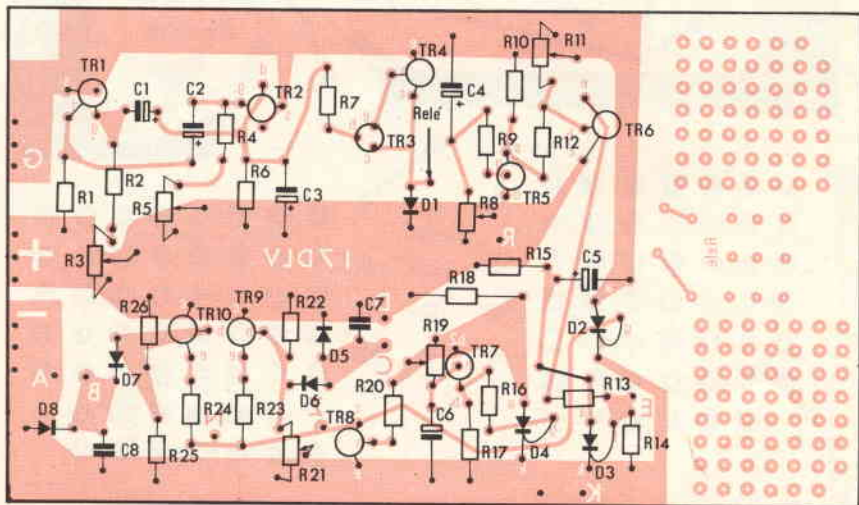 TR1
C1
C2
TR2
R4
R7
TR4
C4
R10
R11
Relé
TR3
R9
R12
TR6
TR5
G
R1
R2
R5
R6
C3
D1
R8
R3
+
17DLV
R
R15
C5
R18
Relé
−
R26
TR10
TR9
R22
C7
D5
D2
R19
TR7
A
B
D7
C
D6
R20
R16
R13
E
D8
R24
R23
TR8
C6
D4
D3
R14
C8
R25
R21
R17
K